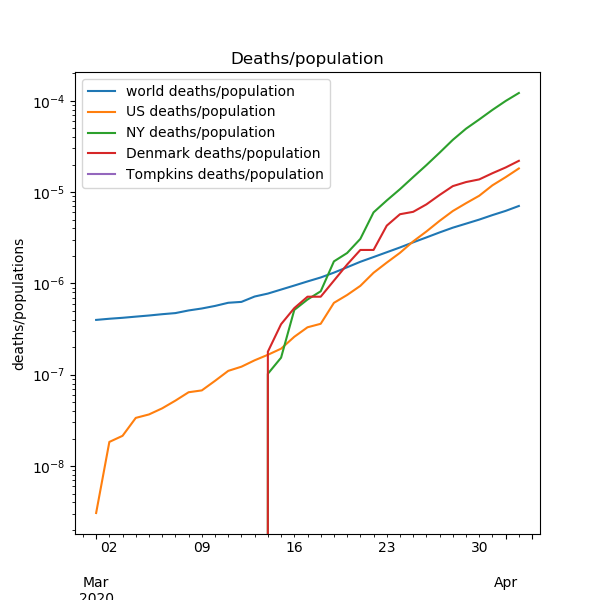 Deaths/population
world deaths/population
US deaths/population
NY deaths/population
Denmark deaths/population
Tompkins deaths/population
deaths/populations
10⁻⁴
10⁻⁵
10⁻⁶
10⁻⁷
10⁻⁸
02 09 16 23 30
Mar Apr
2020